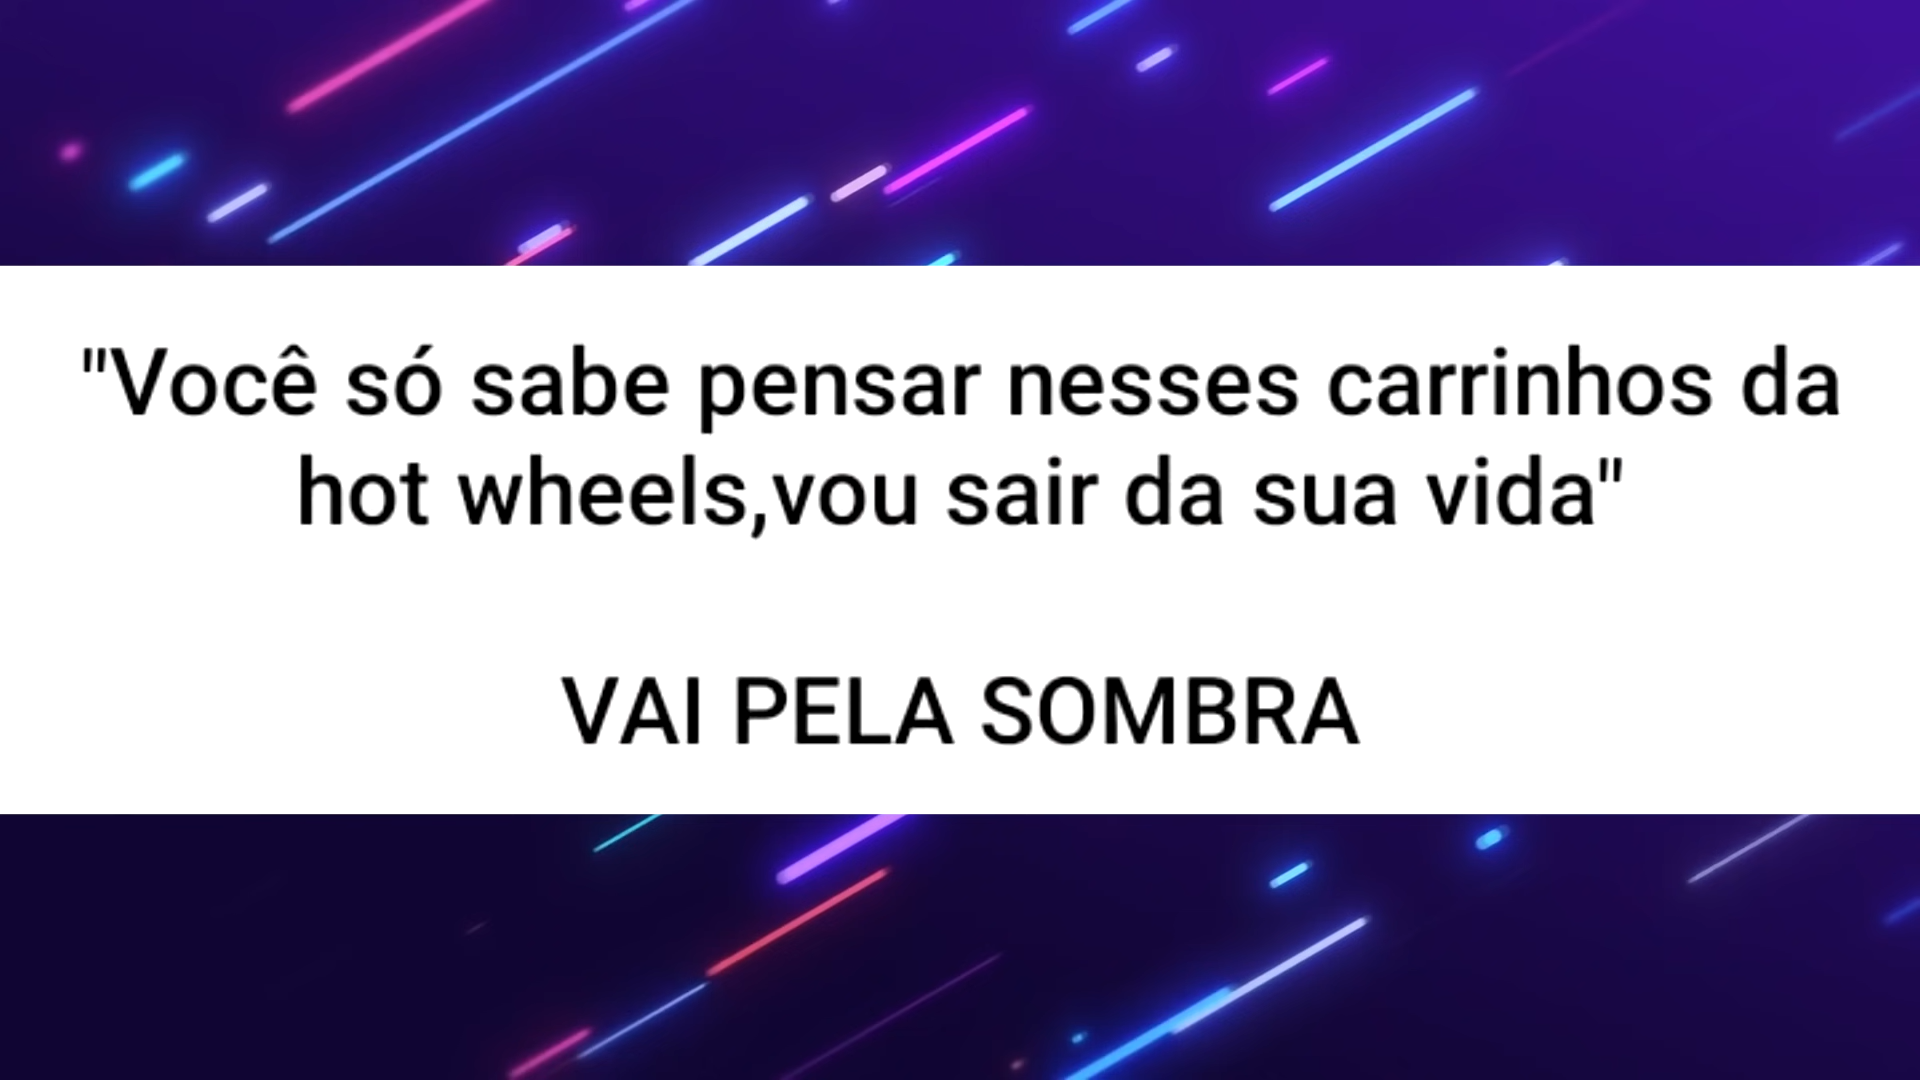 "Você só sabe pensar nesses carrinhos da
hot wheels,vou sair da sua vida"
VAI PELA SOMBRA